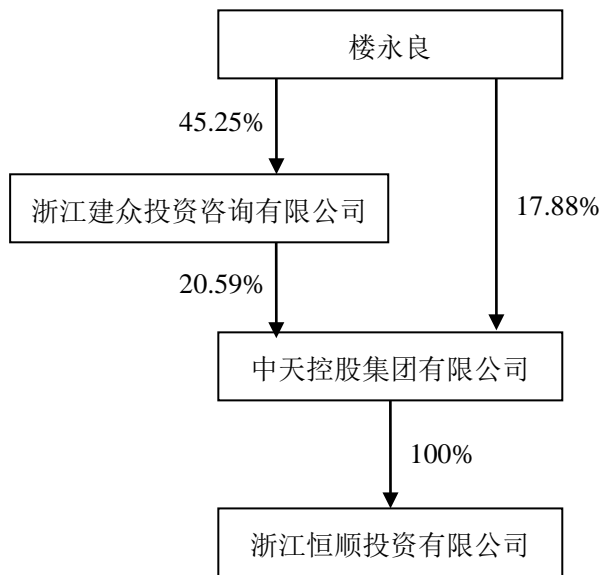 楼永良
45.25%
浙江建众投资咨询有限公司
17.88%
20.59%
中天控股集团有限公司
100%
浙江恒顺投资有限公司